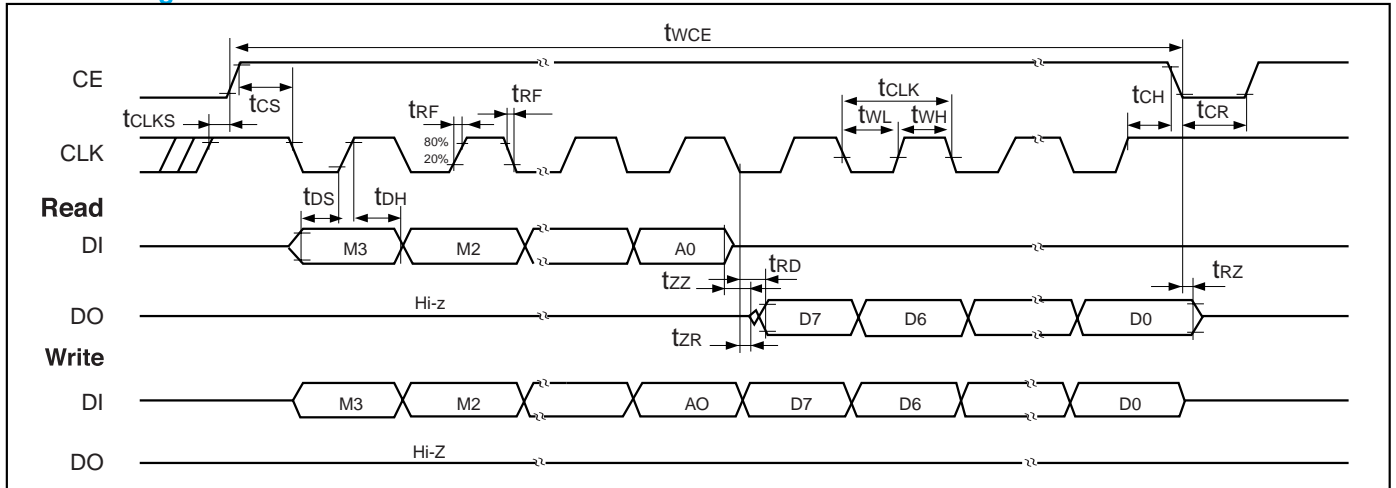 tWCE
CE
tCS
tCLKS
tRF
tRF
tCLK
tCH
tCR
tWL
tWH
CLK
80%
20%
Read
tDS
tDH
DI
M3
M2
A0
tZZ
tRD
tRZ
DO
Hi-z
D7
D6
D0
tZR
Write
DI
M3
M2
AO
D7
D6
D0
DO
Hi-Z